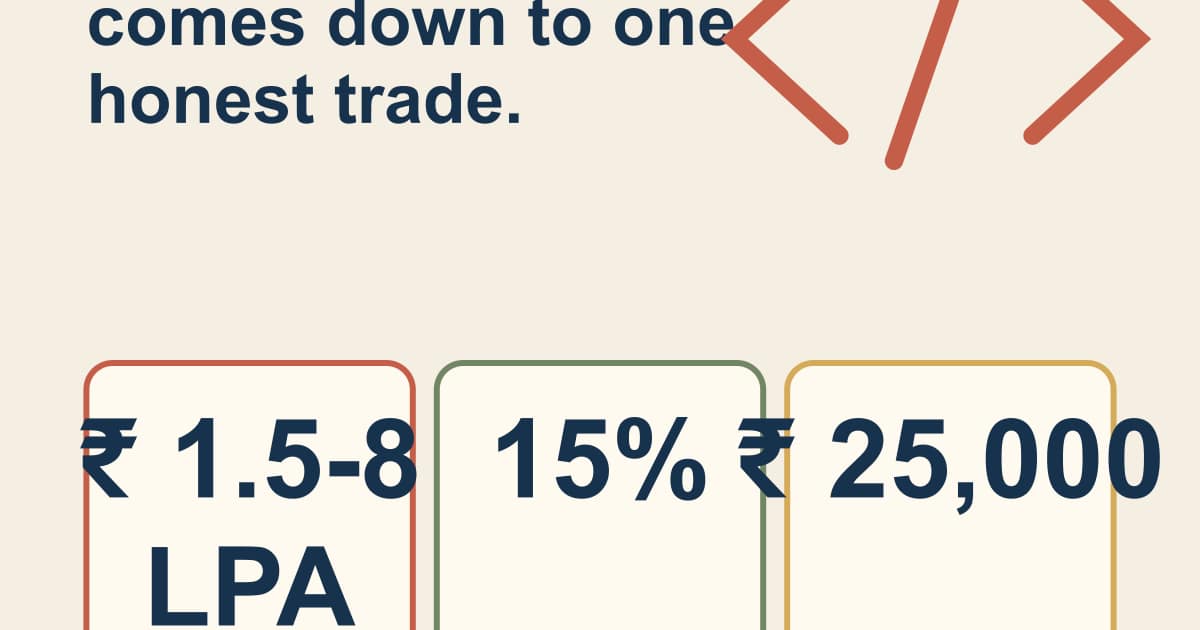 comes down to one
honest trade.
₹ 1.5-8 15% ₹ 25,000
LPA